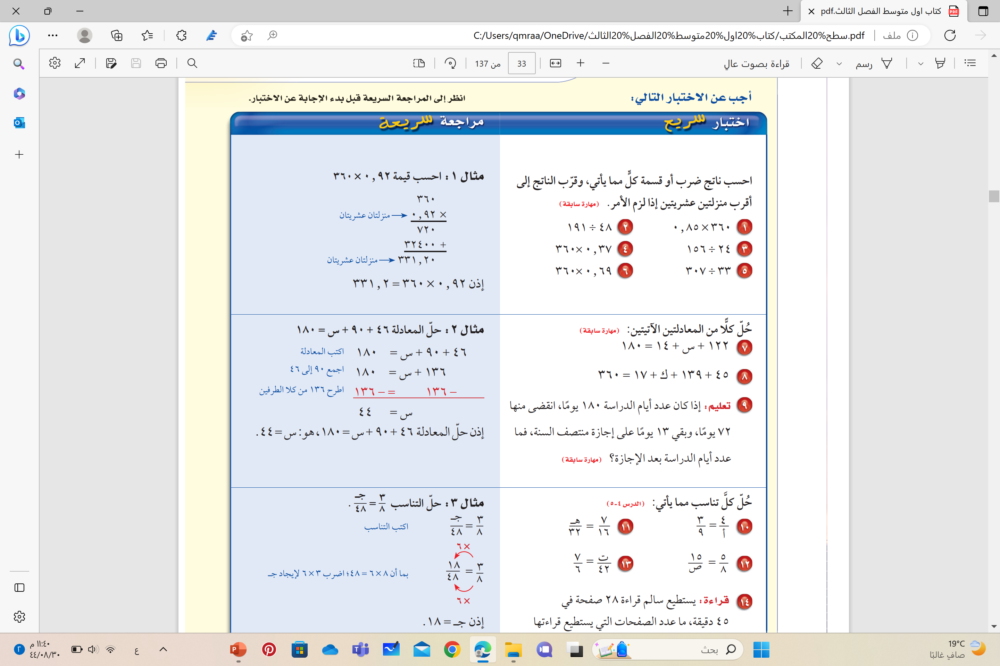 كتاب اول متوسط الفصل الثالث.pdf
ملف
C:/Users/qmraa/OneDrive/سطح%20المكتب/كتاب%20اول%20متوسط%20الفصل%20الثالث.pdf
قراءة بصوت عالٍ
رسم
33
من 137
أجب عن الاختبار التالي:
انظر إلى المراجعة السريعة قبل بدء الإجابة عن الاختبار.
اختبار سريع
مراجعة سريعة
احسب ناتج ضرب أو قسمة كلٍّ مما يأتي، وقرّب الناتج إلى
أقرب منزلتين عشريتين إذا لزم الأمر. (مهارة سابقة)
١ ٣٦٠ × ٠,٨٥
٢ ٤٨ ÷ ١٩١
٣ ٢٤ ÷ ١٥٦
٤ ٠,٣٧ × ٣٦٠
٥ ٣٣ ÷ ٣٠٧
٦ ٠,٦٩ × ٣٦٠
مثال ١ : احسب قيمة ٠,٩٢ × ٣٦٠
٣٦٠
× ٠,٩٢ منزلتان عشريتان
٧٢٠
+ ٣٢٤٠٠
٣٣١,٢٠ منزلتان عشريتان
إذن ٠,٩٢ × ٣٦٠ = ٣٣١,٢
حُلّ كلًّا من المعادلتين الآتيتين: (مهارة سابقة)
٧ ١٢٢ + س + ١٤ = ١٨٠
٨ ٤٥ + ١٣٩ + ك + ١٧ = ٣٦٠
٩ تعليم: إذا كان عدد أيام الدراسة ١٨٠ يومًا، انقضى منها
٧٢ يومًا، وبقي ١٣ يومًا على إجازة منتصف السنة، فما
عدد أيام الدراسة بعد الإجازة؟ (مهارة سابقة)
مثال ٢ : حلّ المعادلة ٤٦ + ٩٠ + س = ١٨٠
٤٦ + ٩٠ + س = ١٨٠ اكتب المعادلة
١٣٦ + س = ١٨٠ اجمع ٩٠ إلى ٤٦
− ١٣٦ = − ١٣٦ اطرح ١٣٦ من كلا الطرفين
س = ٤٤
إذن حلّ المعادلة ٤٦ + ٩٠ + س = ١٨٠، هو: س = ٤٤.
حُلّ كلَّ تناسب مما يأتي: (الدرس ٤-٥)
١٠ ٤/أ = ٣/٩
١١ ٧/١٦ = هـ/٣٢
١٢ ٥/٨ = ١٥/ص
١٣ ت/٤٢ = ٧/٦
١٤ قراءة: يستطيع سالم قراءة ٢٨ صفحة في
٤٥ دقيقة، ما عدد الصفحات التي يستطيع قراءتها
مثال ٣ : حلّ التناسب ٣/٨ = جـ/٤٨ .
٣/٨ = جـ/٤٨ اكتب التناسب
× ٦
٣/٨ = ١٨/٤٨ بما أن ٨ × ٦ = ٤٨؛ اضرب ٣ × ٦ لإيجاد جـ
× ٦
إذن جـ = ١٨.
19°C
صافٍ غالبًا
بحث
ع
١١:٤٠ م
٤٤/٠٨/٣٠
٢